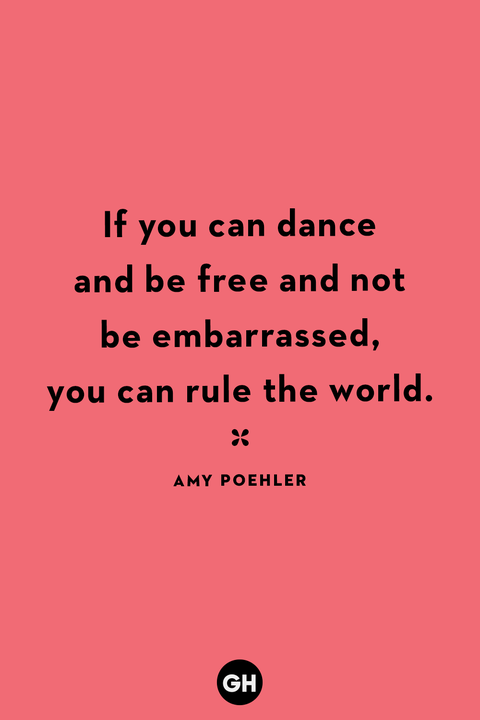 If you can dance
and be free and not
be embarrassed,
you can rule the world.
AMY POEHLER
GH